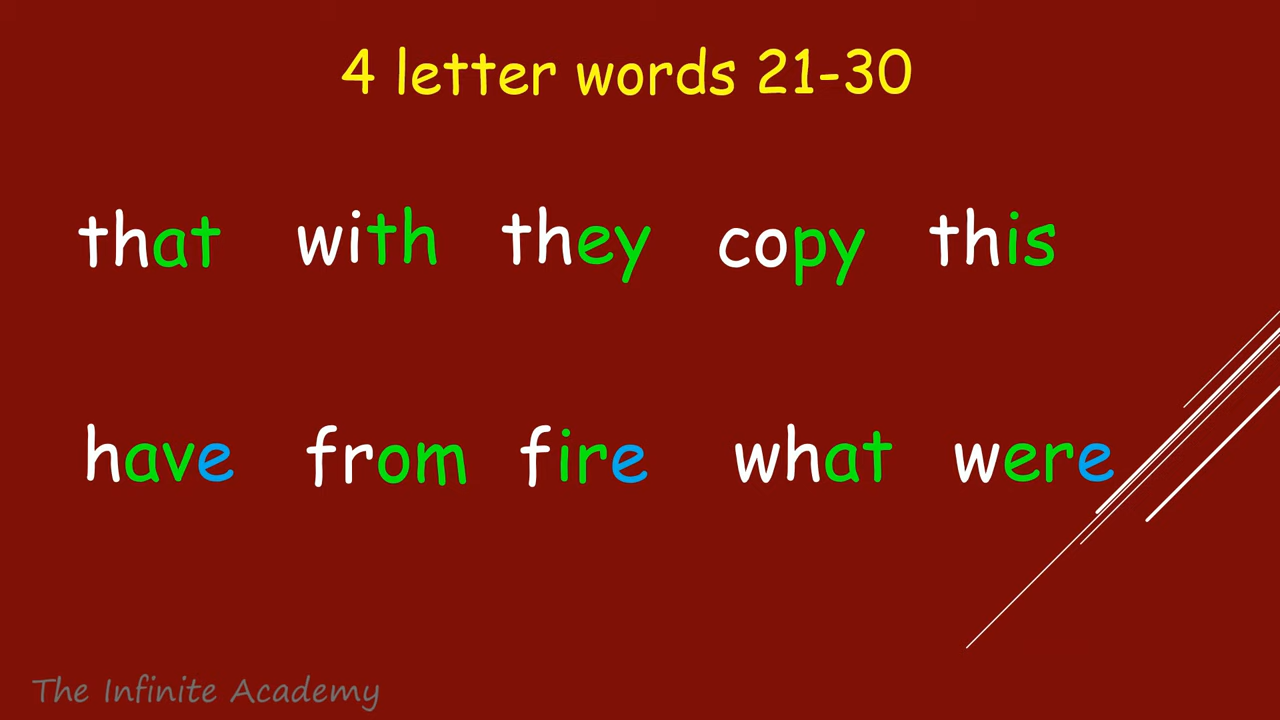 4 letter words 21-30
that with they copy this
have from fire what were
The Infinite Academy